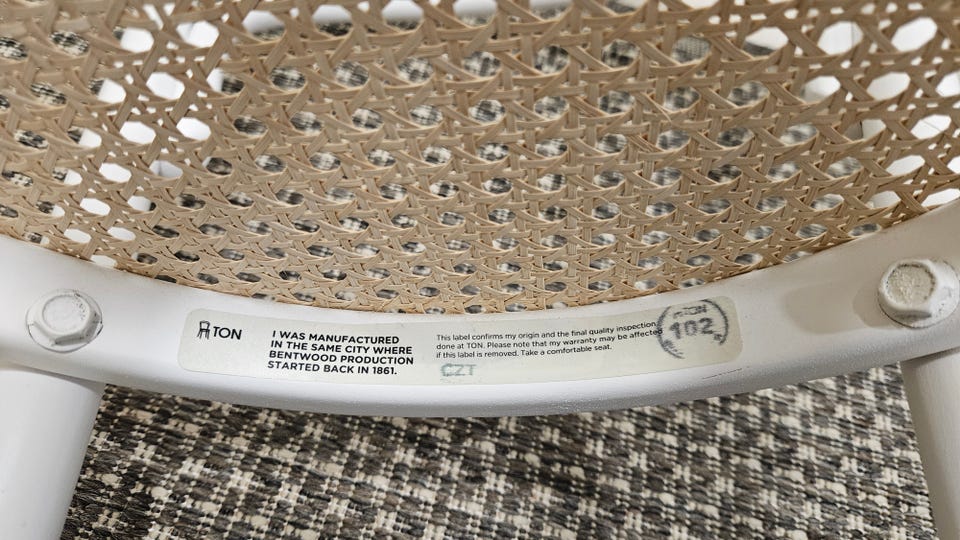 TON
I WAS MANUFACTURED
IN THE SAME CITY WHERE
BENTWOOD PRODUCTION
STARTED BACK IN 1861.
This label confirms my origin and the final quality inspection,
done at TON. Please note that my warranty may be affected
if this label is removed. Take a comfortable seat.
CZT
TON
102